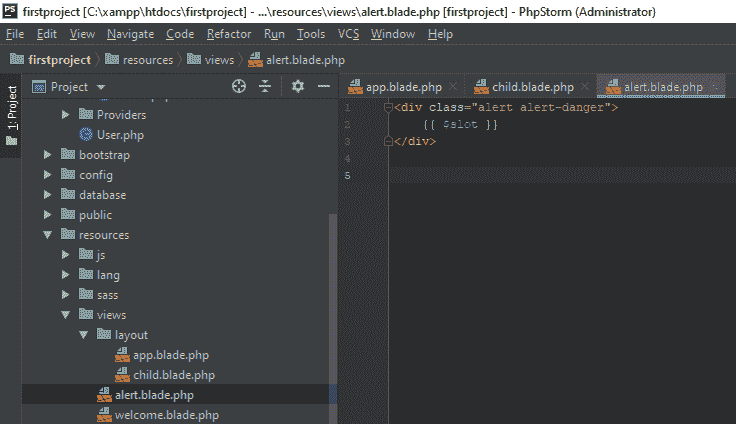 PS firstproject [C:\xampp\htdocs\firstproject] - ...\resources\views\alert.blade.php [firstproject] - PhpStorm (Administrator)
File Edit View Navigate Code Refactor Run Tools VCS Window Help
firstproject resources views alert.blade.php
1: Project
Project
app.blade.php child.blade.php alert.blade.php
Providers
User.php
bootstrap
config
database
public
resources
js
lang
sass
views
layout
app.blade.php
child.blade.php
alert.blade.php
welcome.blade.php
1 <div class="alert alert-danger">
2 {{ $slot }}
3 </div>
4
5